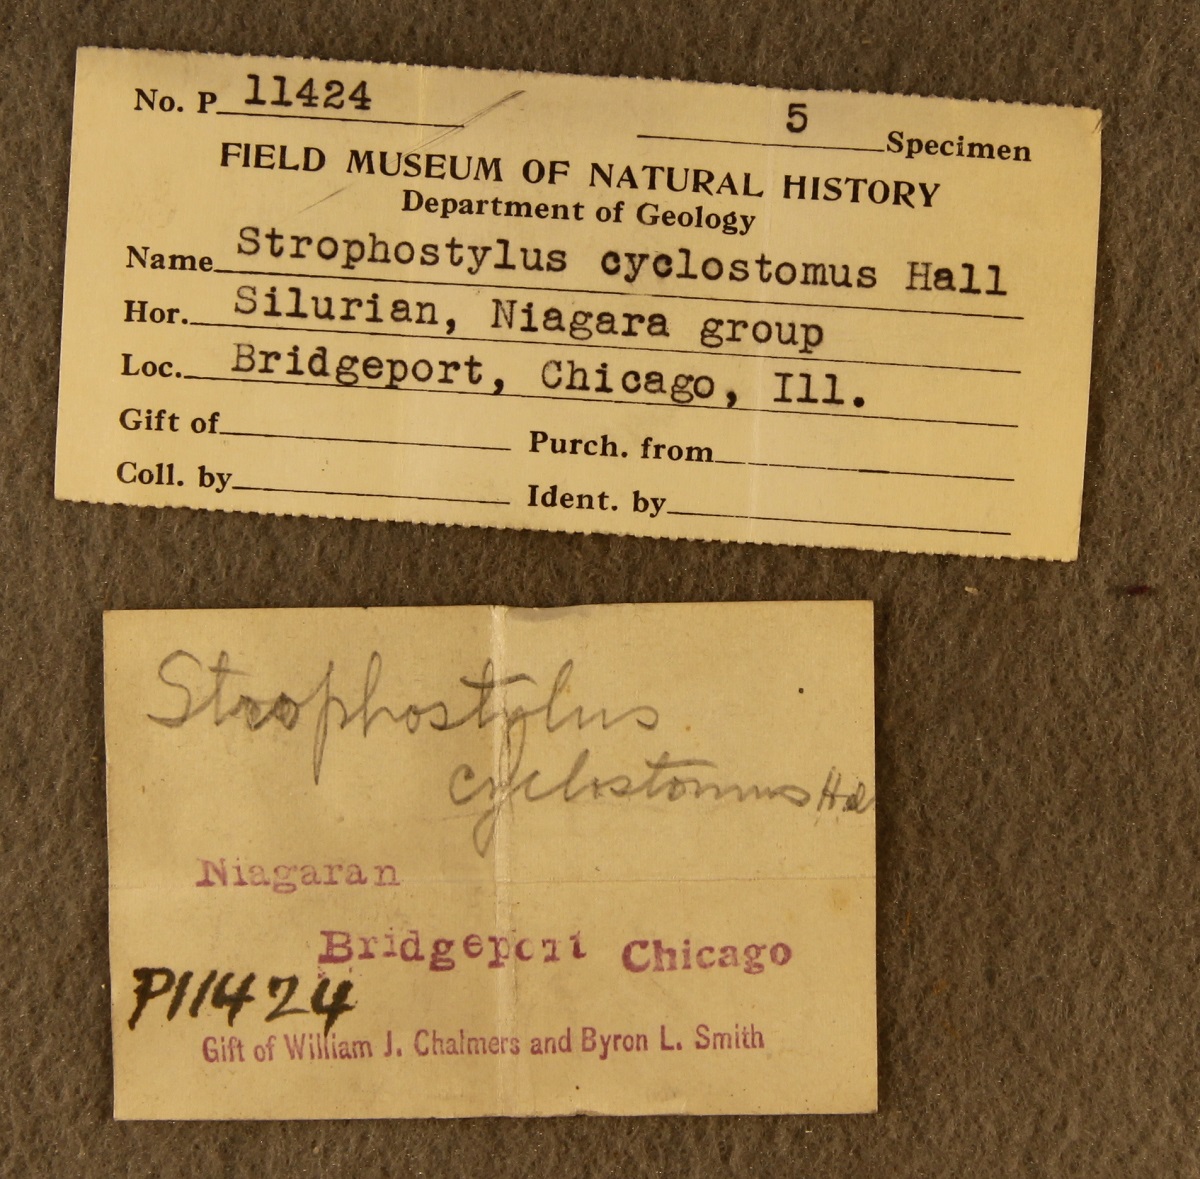 No. P 11424 5 Specimen
FIELD MUSEUM OF NATURAL HISTORY
Department of Geology
Name Strophostylus cyclostomus Hall
Hor. Silurian, Niagara group
Loc. Bridgeport, Chicago, Ill.
Gift of Purch. from
Coll. by Ident. by
Strophostylus
cyclostomus
Niagaran
Bridgeport Chicago
P11424
Gift of William J. Chalmers and Byron L. Smith